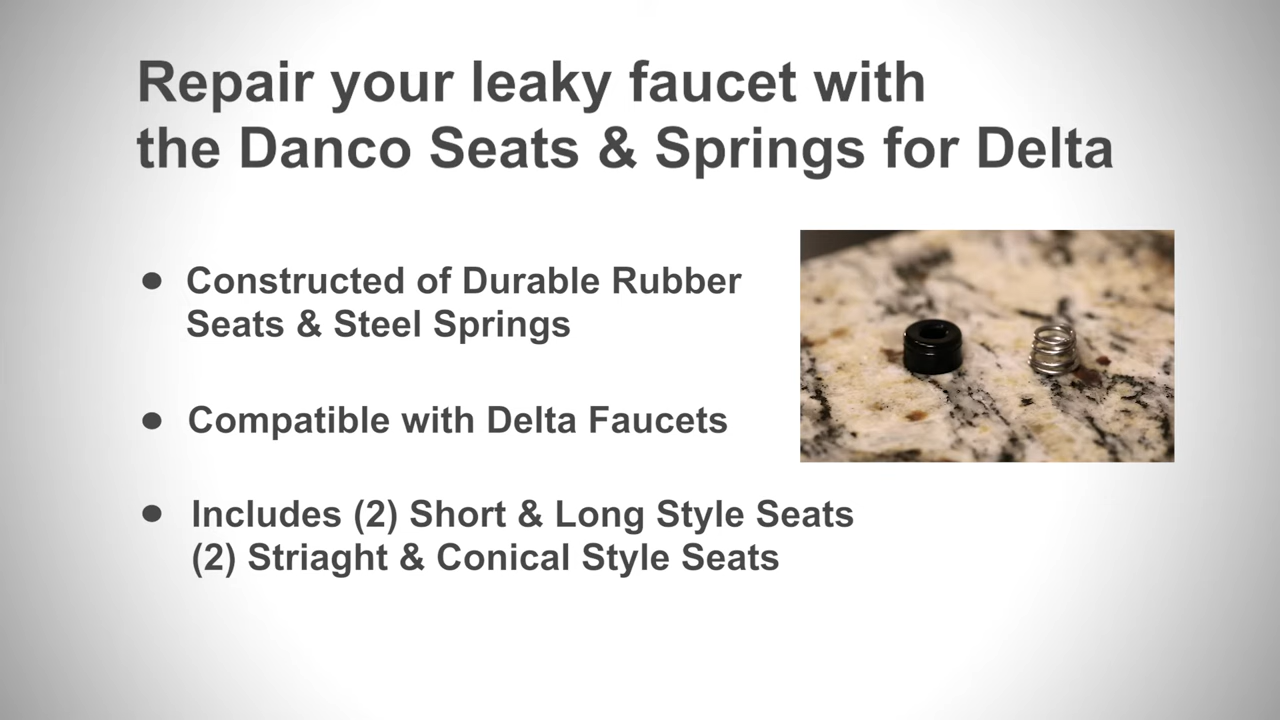 Repair your leaky faucet with
the Danco Seats & Springs for Delta
• Constructed of Durable Rubber
Seats & Steel Springs
• Compatible with Delta Faucets
• Includes (2) Short & Long Style Seats
(2) Striaght & Conical Style Seats